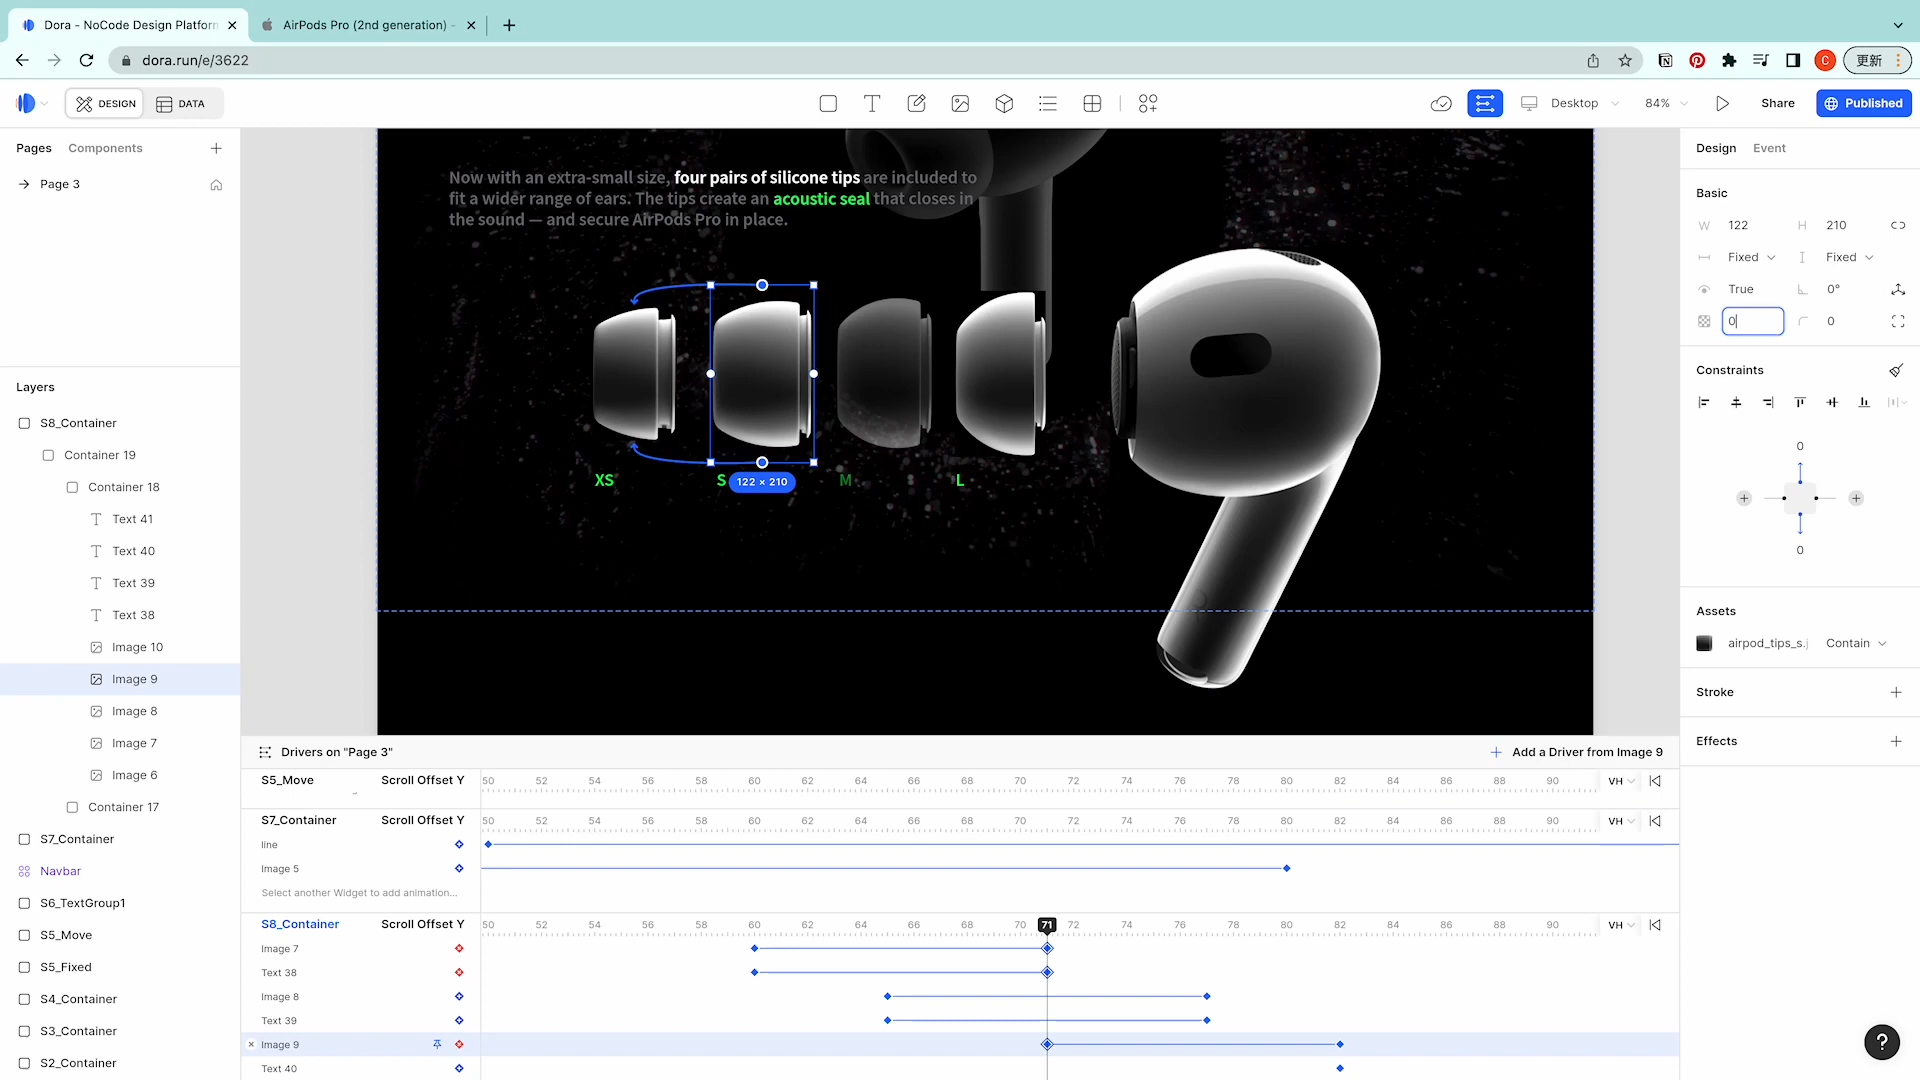 Dora - NoCode Design Platforn
AirPods Pro (2nd generation) -
dora.run/e/3622
C
更新
DESIGN
DATA
Desktop
84%
Share
Published
Pages
Components
Page 3
Layers
S8_Container
Container 19
Container 18
Text 41
Text 40
Text 39
Text 38
Image 10
Image 9
Image 8
Image 7
Image 6
Container 17
S7_Container
Navbar
S6_TextGroup1
S5_Move
S5_Fixed
S4_Container
S3_Container
S2_Container
Now with an extra-small size, four pairs of silicone tips are included to
fit a wider range of ears. The tips create an acoustic seal that closes in
the sound — and secure AirPods Pro in place.
XS
S
122 × 210
M
L
Drivers on "Page 3"
Add a Driver from Image 9
S5_Move Scroll Offset Y 50 52 54 56 58 60 62 64 66 68 70 72 74 76 78 80 82 84 86 88 90 VH
S7_Container Scroll Offset Y 50 52 54 56 58 60 62 64 66 68 70 72 74 76 78 80 82 84 86 88 90 VH
line
Image 5
Select another Widget to add animation...
S8_Container Scroll Offset Y 50 52 54 56 58 60 62 64 66 68 70 71 72 74 76 78 80 82 84 86 88 90 VH
Image 7
Text 38
Image 8
Text 39
Image 9
Text 40
Design
Event
Basic
W 122 H 210
Fixed Fixed
True 0°
0 0
Constraints
0
0
Assets
airpod_tips_s.j Contain
Stroke
Effects
?